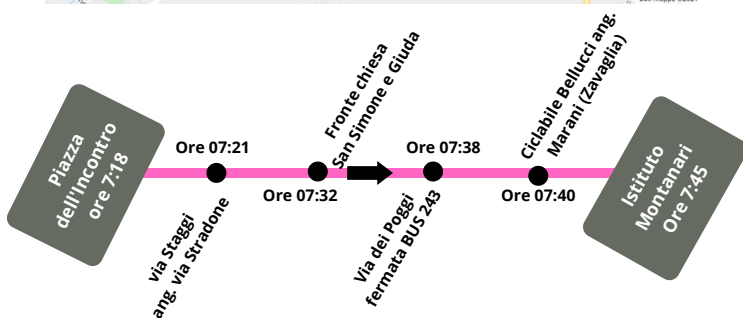 Piazza
dell'Incontro
ore 7:18
Ore 07:21
via Staggi
ang. via Stradone
Fronte chiesa
San Simone e Giuda
Ore 07:32
Ore 07:38
Via dei Poggi
fermata BUS 243
Ciclabile Bellucci ang.
Marani (Zavaglia)
Ore 07:40
Istituto
Montanari
Ore 7:45